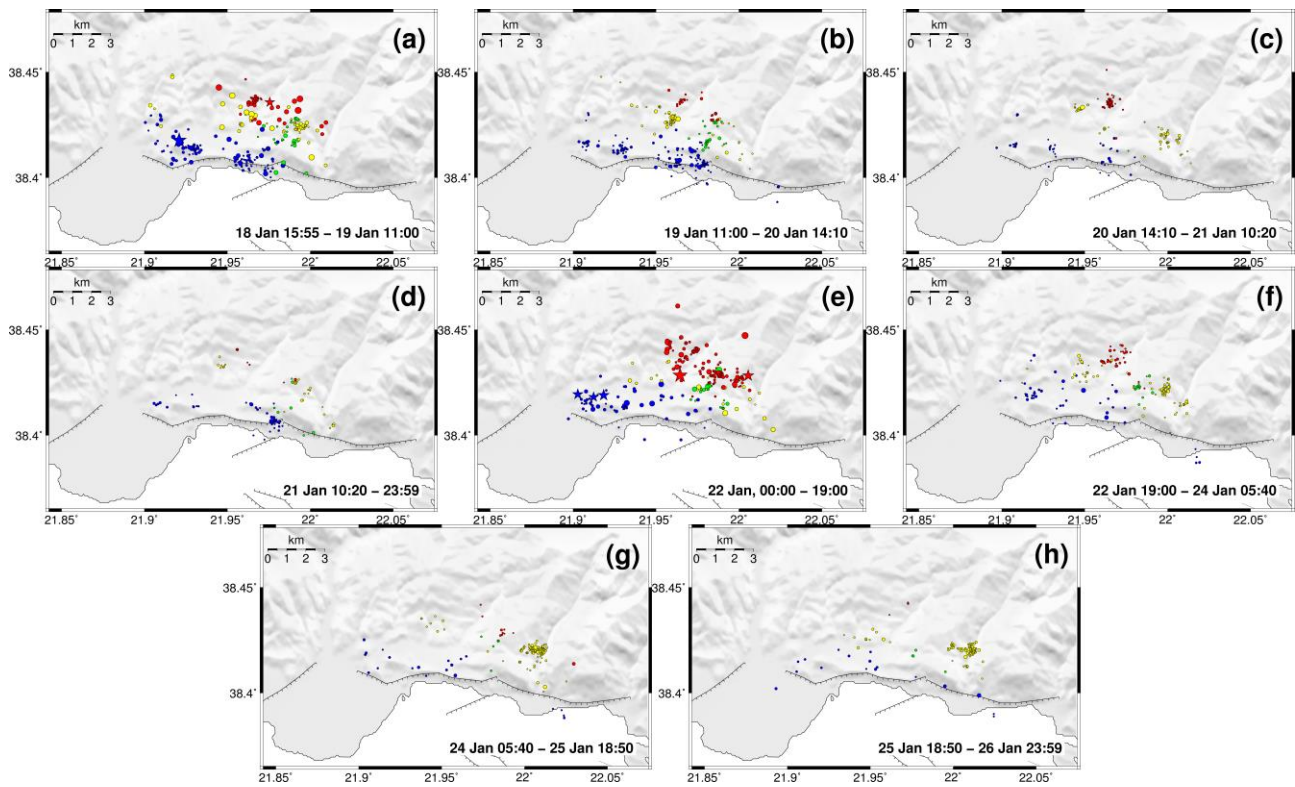 km
0 1 2 3
(a)
38.45°
38.4°
18 Jan 15:55 – 19 Jan 11:00
21.85 21.9° 21.95° 22° 22.05°
km
0 1 2 3
(b)
19 Jan 11:00 – 20 Jan 14:10
21.85 21.9° 21.95° 22° 22.05°
km
0 1 2 3
(c)
38.45°
38.4°
20 Jan 14:10 – 21 Jan 10:20
21.85 21.9° 21.95° 22° 22.05°
km
0 1 2 3
(d)
38.45°
38.4°
21 Jan 10:20 – 23:59
21.85 21.9° 21.95° 22° 22.05°
km
0 1 2 3
(e)
38.45°
38.4°
22 Jan, 00:00 – 19:00
21.85 21.9° 21.95° 22° 22.05°
km
0 1 2 3
(f)
38.45°
38.4°
22 Jan 19:00 – 24 Jan 05:40
21.85 21.9° 21.95° 22° 22.05°
km
0 1 2 3
(g)
38.45°
38.4°
24 Jan 05:40 – 25 Jan 18:50
21.85 21.9° 21.95° 22° 22.05°
km
0 1 2 3
(h)
38.45°
38.4°
25 Jan 18:50 – 26 Jan 23:59
21.85 21.9° 21.95° 22° 22.05°